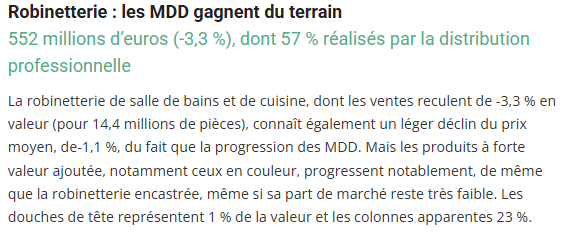 Robinetterie : les MDD gagnent du terrain
552 millions d’euros (-3,3 %), dont 57 % réalisés par la distribution
professionnelle
La robinetterie de salle de bains et de cuisine, dont les ventes reculent de -3,3 % en
valeur (pour 14,4 millions de pièces), connaît également un léger déclin du prix
moyen, de-1,1 %, du fait que la progression des MDD. Mais les produits à forte
valeur ajoutée, notamment ceux en couleur, progressent notablement, de même
que la robinetterie encastrée, même si sa part de marché reste très faible. Les
douches de tête représentent 1 % de la valeur et les colonnes apparentes 23 %.